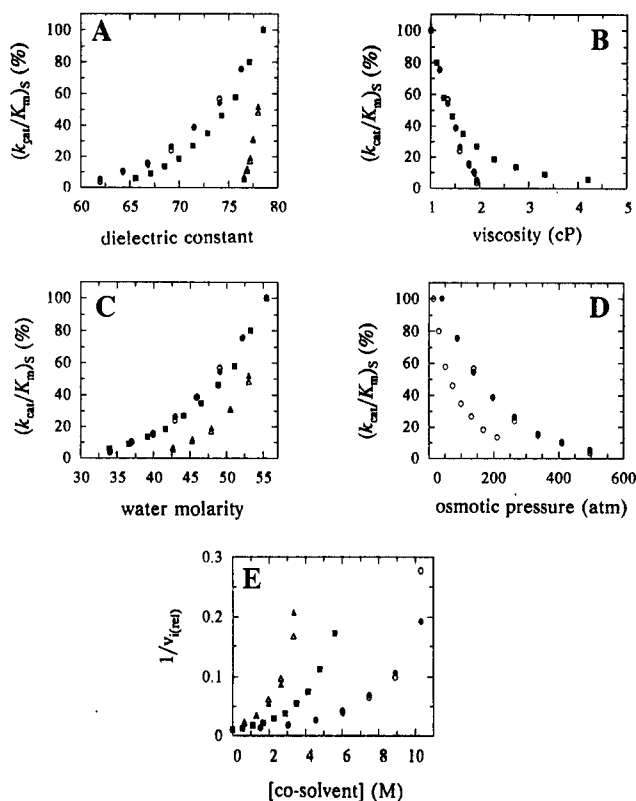 A
B
(kcat/Km)S (%)
100
80
60
40
20
0
60 65 70 75 80
dielectric constant
(kcat/Km)S (%)
100
80
60
40
20
0
1 2 3 4 5
viscosity (cP)
C
D
(kcat/Km)S (%)
100
80
60
40
20
0
35 40 45 50 55
water molarity
(kcat/Km)S (%)
100
80
60
40
20
0
0 200 400 600
osmotic pressure (atm)
E
1/vi(rel)
0.3
0.2
0.1
0.0
0 2 4 6 8 10
[co-solvent] (M)